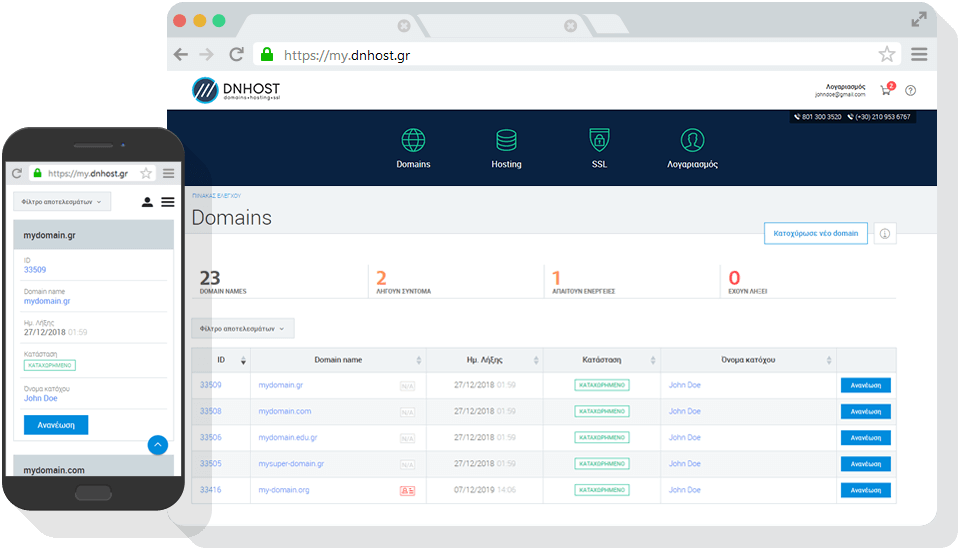 https://my.dnhost.gr
DNHOST
domains•hosting•ssl
Λογαριασμός
johndoe@gmail.com
2
801 300 3520 (+30) 210 953 6767
Domains Hosting SSL Λογαριασμός
ΠΙΝΑΚΑΣ ΕΛΕΓΧΟΥ
Domains
Κατοχύρωσε νέο domain
23 2 1 0
DOMAIN NAMES ΛΗΓΟΥΝ ΣΥΝΤΟΜΑ ΑΠΑΙΤΟΥΝ ΕΝΕΡΓΕΙΕΣ ΕΧΟΥΝ ΛΗΞΕΙ
Φίλτρο αποτελεσμάτων
ID Domain name Ημ. Λήξης Κατάσταση Όνομα κατόχου
33509 mydomain.gr N/A 27/12/2018 01:59 ΚΑΤΑΧΩΡΗΜΕΝΟ John Doe Ανανέωση
33508 mydomain.com N/A 27/12/2018 01:59 ΚΑΤΑΧΩΡΗΜΕΝΟ John Doe Ανανέωση
33506 mydomain.edu.gr N/A 27/12/2018 01:59 ΚΑΤΑΧΩΡΗΜΕΝΟ John Doe Ανανέωση
33505 mysuper-domain.gr N/A 27/12/2018 01:59 ΚΑΤΑΧΩΡΗΜΕΝΟ John Doe Ανανέωση
33416 my-domain.org 07/12/2019 14:06 ΚΑΤΑΧΩΡΗΜΕΝΟ John Doe Ανανέωση
https://my.dnhost.gr
Φίλτρο αποτελεσμάτων
mydomain.gr
ID
33509
Domain name
mydomain.gr
Ημ. Λήξης
27/12/2018 01:59
Κατάσταση
ΚΑΤΑΧΩΡΗΜΕΝΟ
Όνομα κατόχου
John Doe
Ανανέωση
mydomain.com